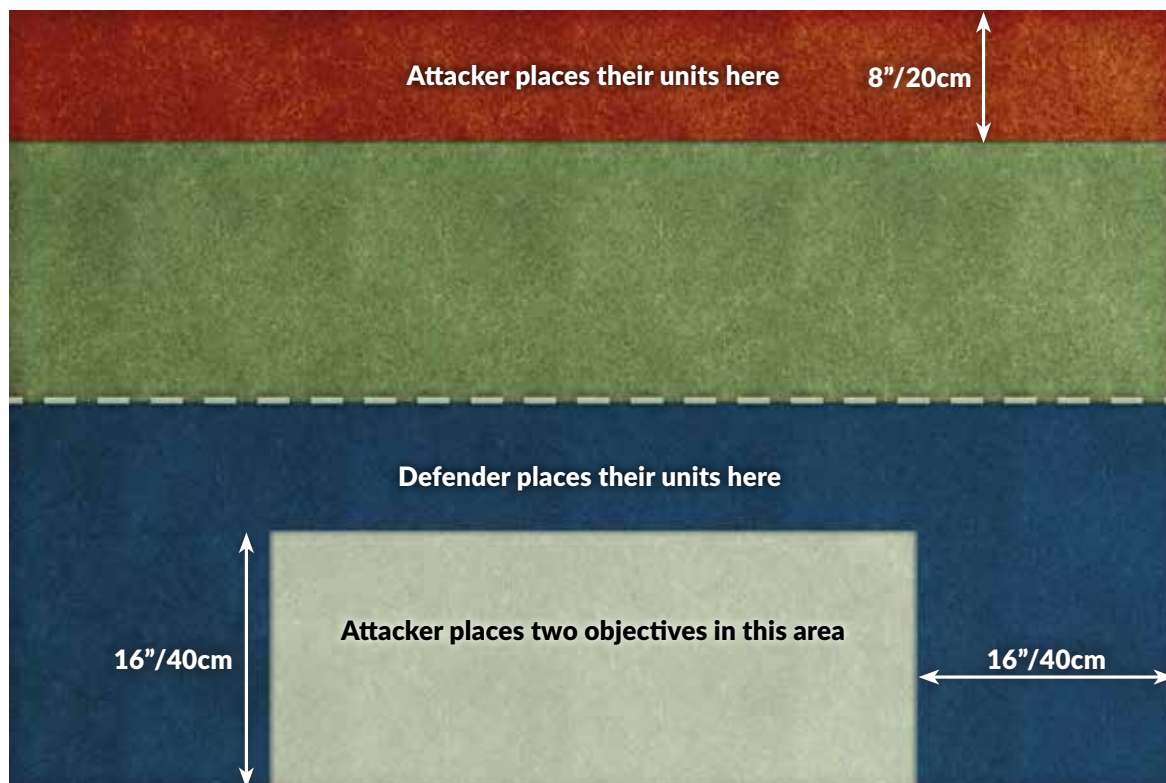 Attacker places their units here
8”/20cm
Defender places their units here
Attacker places two objectives in this area
16”/40cm
16”/40cm